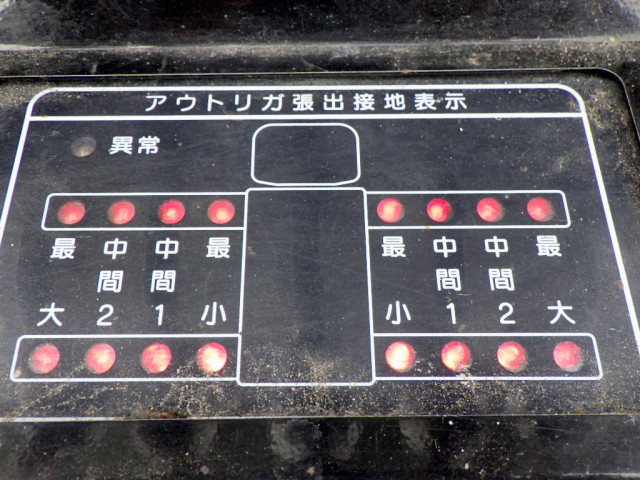 アウトリガ張出接地表示
異常
最大
中間2
中間1
最小
最小
中間1
中間2
最大